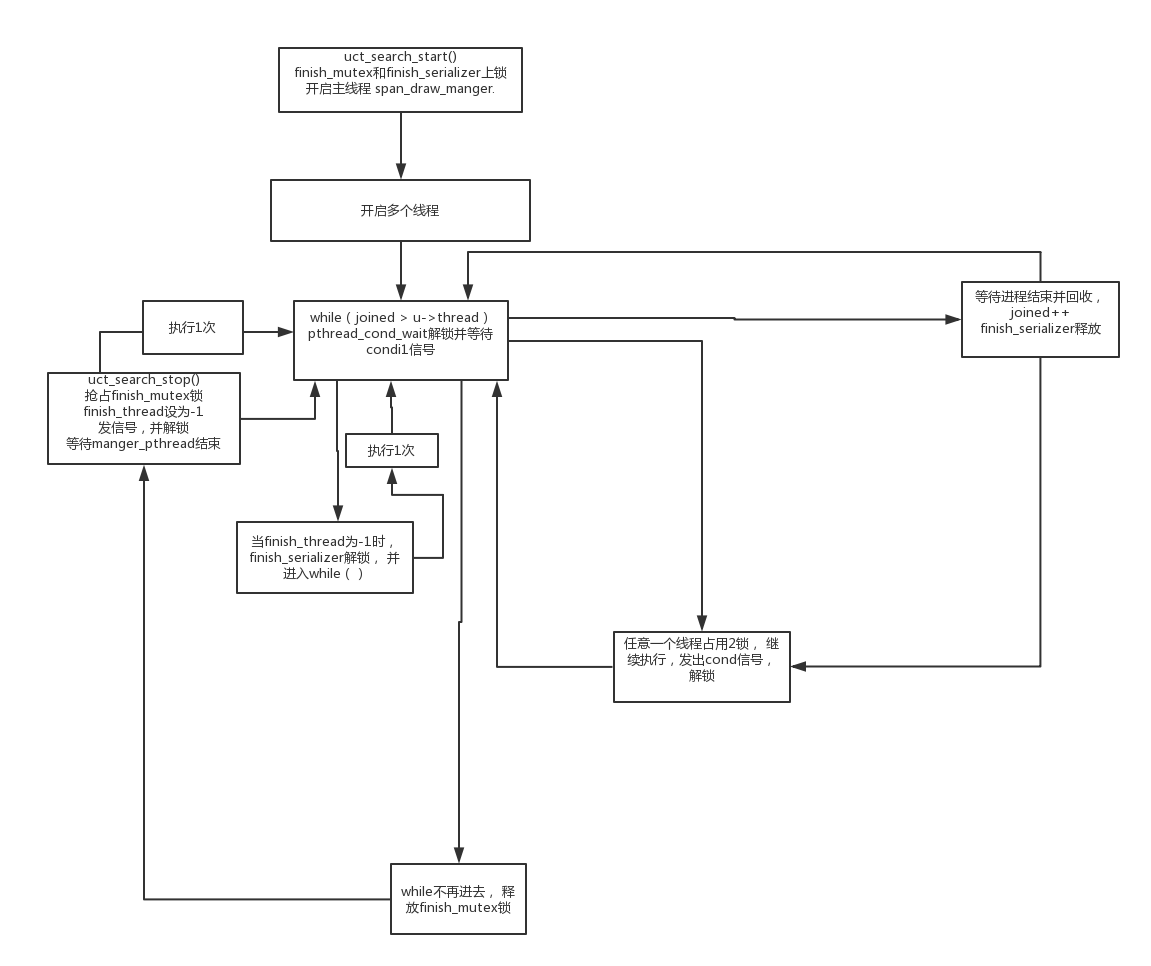 uct_search_start()
finish_mutex和finish_serializer上锁
开启主线程 span_draw_manger.
开启多个线程
while（joined > u->thread）
pthread_cond_wait解锁并等待
condi1信号
等待进程结束并回收，
joined++
finish_serializer释放
执行1次
uct_search_stop()
抢占finish_mutex锁
finish_thread设为-1
发信号，并解锁
等待manger_pthread结束
执行1次
当finish_thread为-1时，
finish_serializer解锁， 并
进入while（ ）
任意一个线程占用2锁， 继
续执行，发出cond信号，
解锁
while不再进去， 释
放finish_mutex锁